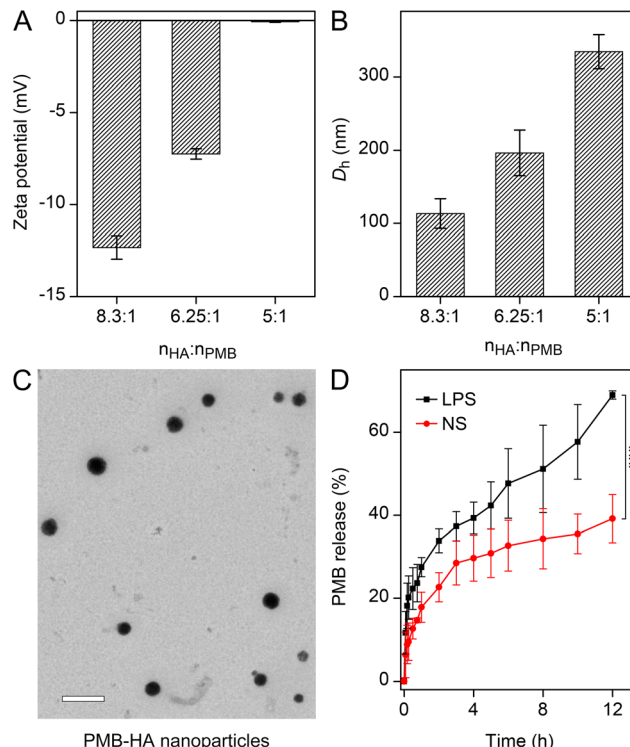 A
Zeta potential (mV)
0
-5
-10
-15
8.3:1 6.25:1 5:1
nHA:nPMB
B
Dh (nm)
300
200
100
0
8.3:1 6.25:1 5:1
nHA:nPMB
C
PMB-HA nanoparticles
D
LPS
NS
PMB release (%)
60
40
20
0
0 4 8 12
Time (h)